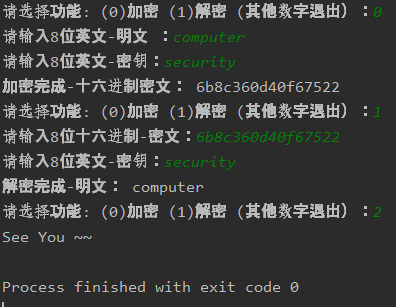 请选择功能: (0)加密 (1)解密 (其他数字退出) :0
请输入8位英文-明文 :computer
请输入8位英文-密钥:security
加密完成-十六进制密文: 6b8c360d40f67522
请选择功能: (0)加密 (1)解密 (其他数字退出) :1
请输入8位十六进制-密文:6b8c360d40f67522
请输入8位英文-密钥:security
解密完成-明文: computer
请选择功能: (0)加密 (1)解密 (其他数字退出) :2
See You ~~
Process finished with exit code 0